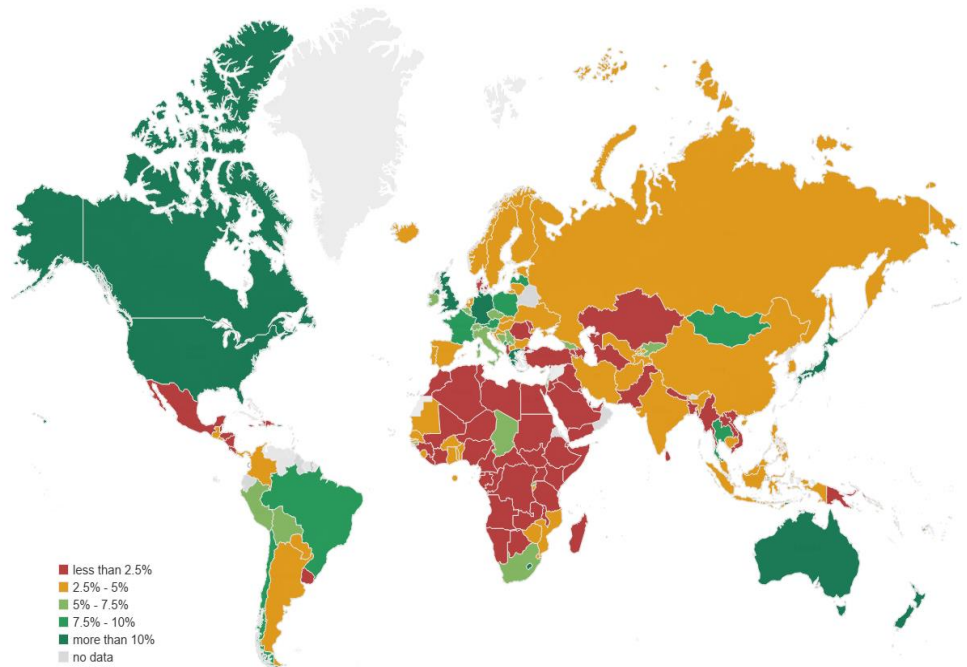 less than 2.5%
2.5% - 5%
5% - 7.5%
7.5% - 10%
more than 10%
no data